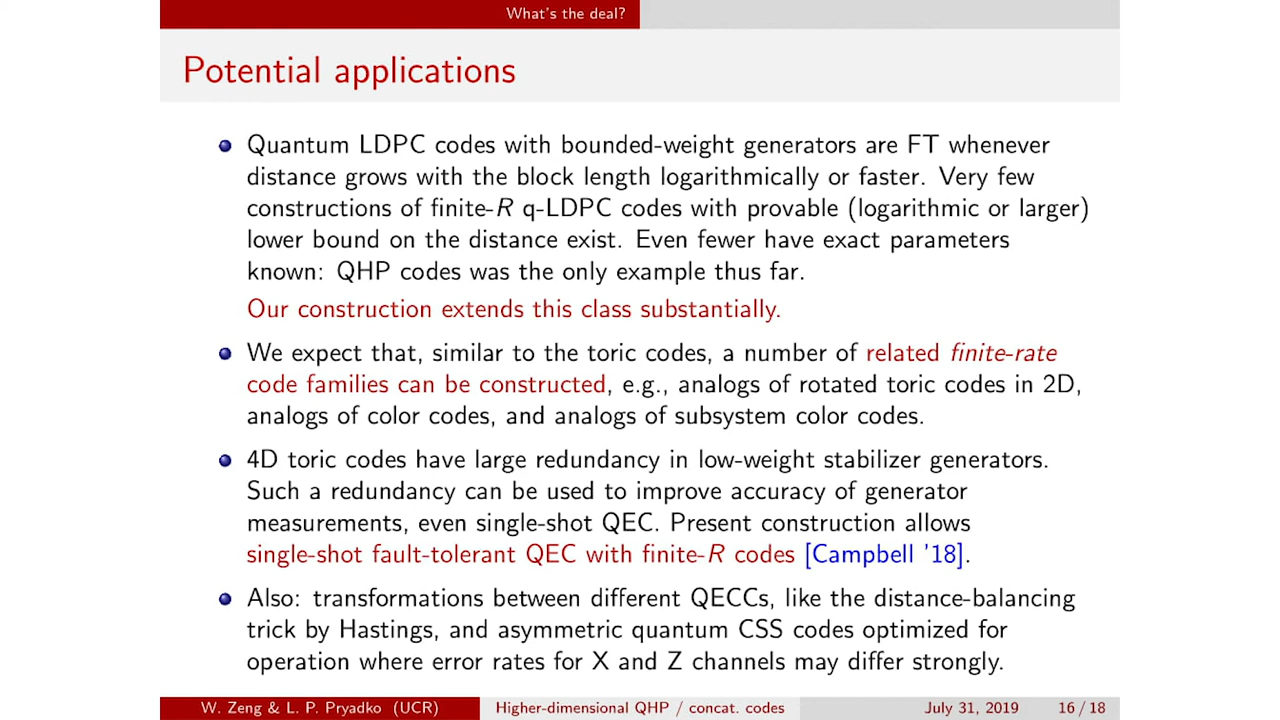 What's the deal?
Potential applications
Quantum LDPC codes with bounded-weight generators are FT whenever
distance grows with the block length logarithmically or faster. Very few
constructions of finite-R q-LDPC codes with provable (logarithmic or larger)
lower bound on the distance exist. Even fewer have exact parameters
known: QHP codes was the only example thus far.
Our construction extends this class substantially.
We expect that, similar to the toric codes, a number of related finite-rate
code families can be constructed, e.g., analogs of rotated toric codes in 2D,
analogs of color codes, and analogs of subsystem color codes.
4D toric codes have large redundancy in low-weight stabilizer generators.
Such a redundancy can be used to improve accuracy of generator
measurements, even single-shot QEC. Present construction allows
single-shot fault-tolerant QEC with finite-R codes [Campbell '18].
Also: transformations between different QECCs, like the distance-balancing
trick by Hastings, and asymmetric quantum CSS codes optimized for
operation where error rates for X and Z channels may differ strongly.
W. Zeng & L. P. Pryadko (UCR) Higher-dimensional QHP / concat. codes July 31, 2019 16 / 18